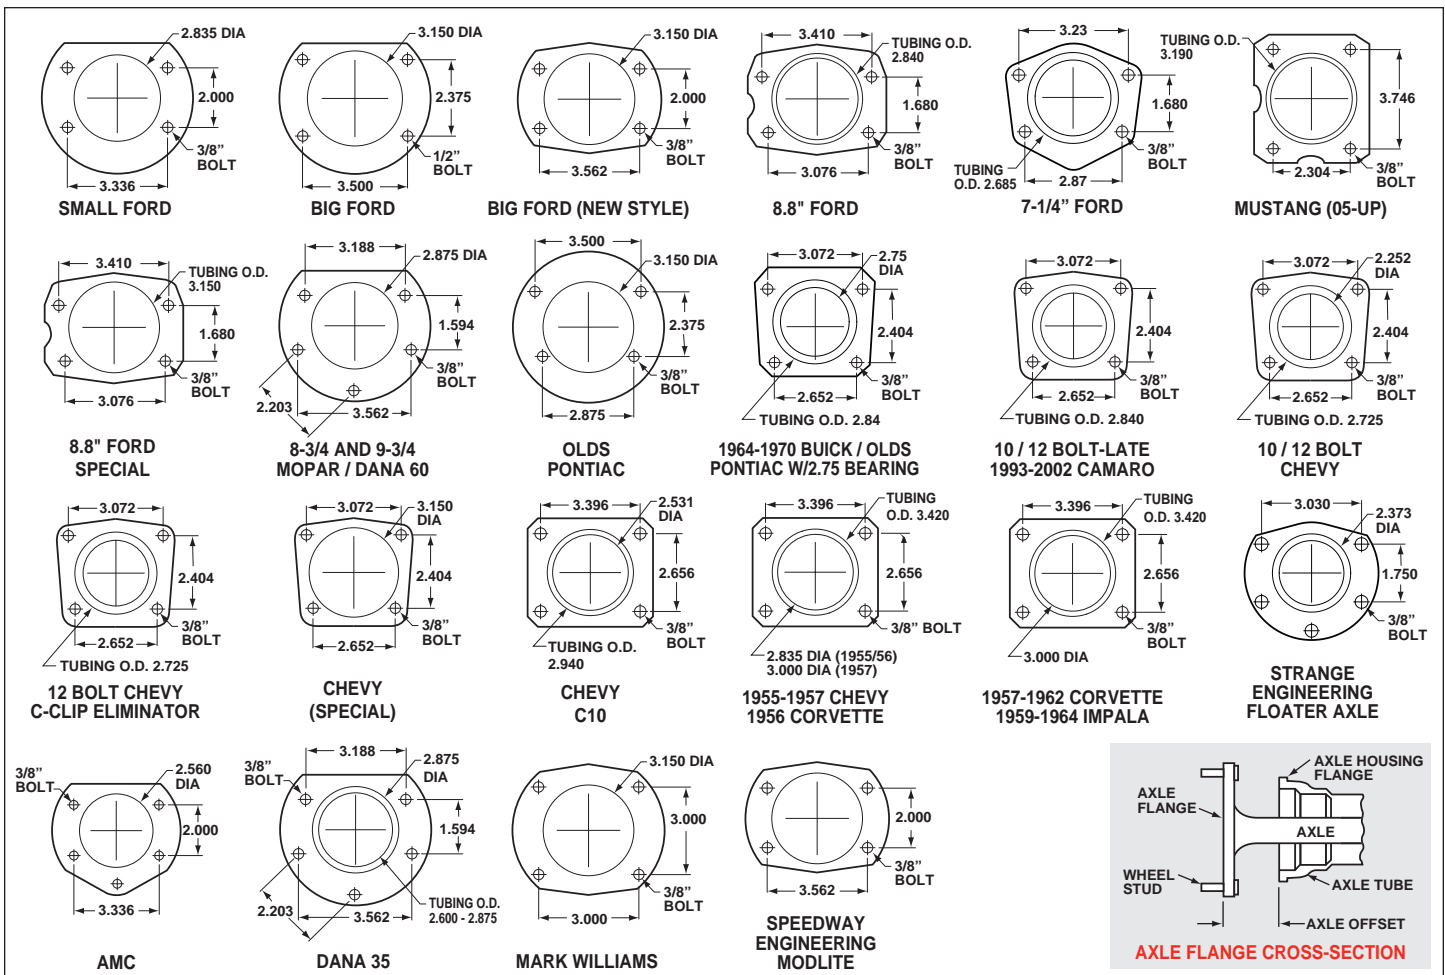 2.835 DIA
2.000
3/8”
BOLT
3.336
SMALL FORD
3.150 DIA
2.375
1/2”
BOLT
3.500
BIG FORD
3.150 DIA
2.000
3/8”
BOLT
3.562
BIG FORD (NEW STYLE)
3.410
TUBING O.D.
2.840
1.680
3/8”
BOLT
3.076
8.8" FORD
3.23
1.680
3/8”
BOLT
TUBING
O.D. 2.685
2.87
7-1/4” FORD
TUBING O.D.
3.190
3.746
3/8”
BOLT
2.304
MUSTANG (05-UP)
3.410
TUBING O.D.
3.150
1.680
3/8”
BOLT
3.076
8.8" FORD
SPECIAL
3.188
2.875 DIA
1.594
3/8”
BOLT
2.203
3.562
8-3/4 AND 9-3/4
MOPAR / DANA 60
3.500
3.150 DIA
2.375
3/8”
BOLT
2.875
OLDS
PONTIAC
3.072
2.75
DIA
2.404
3/8”
BOLT
2.652
TUBING O.D. 2.84
1964-1970 BUICK / OLDS
PONTIAC W/2.75 BEARING
3.072
2.404
3/8”
BOLT
2.652
TUBING O.D. 2.840
10 / 12 BOLT-LATE
1993-2002 CAMARO
3.072
2.252
DIA
2.404
3/8”
BOLT
2.652
TUBING O.D. 2.725
10 / 12 BOLT
CHEVY
3.072
2.404
3/8”
BOLT
2.652
TUBING O.D. 2.725
12 BOLT CHEVY
C-CLIP ELIMINATOR
3.072
3.150
DIA
2.404
3/8”
BOLT
2.652
CHEVY
(SPECIAL)
3.396
2.531
DIA
2.656
3/8”
BOLT
TUBING O.D.
2.940
CHEVY
C10
3.396
TUBING
O.D. 3.420
2.656
3/8” BOLT
2.835 DIA (1955/56)
3.000 DIA (1957)
1955-1957 CHEVY
1956 CORVETTE
3.396
TUBING
O.D. 3.420
2.656
3/8”
BOLT
3.000 DIA
1957-1962 CORVETTE
1959-1964 IMPALA
3.030
2.373
DIA
1.750
3/8”
BOLT
STRANGE
ENGINEERING
FLOATER AXLE
3/8”
BOLT
2.560
DIA
2.000
3.336
AMC
3/8”
BOLT
3.188
2.875
DIA
1.594
2.203
3.562
TUBING O.D.
2.600 - 2.875
DANA 35
3.150 DIA
3.000
3/8”
BOLT
3.000
MARK WILLIAMS
2.000
3/8”
BOLT
3.562
SPEEDWAY
ENGINEERING
MODLITE
AXLE HOUSING
FLANGE
AXLE
FLANGE
AXLE
WHEEL
STUD
AXLE TUBE
AXLE OFFSET
AXLE FLANGE CROSS-SECTION